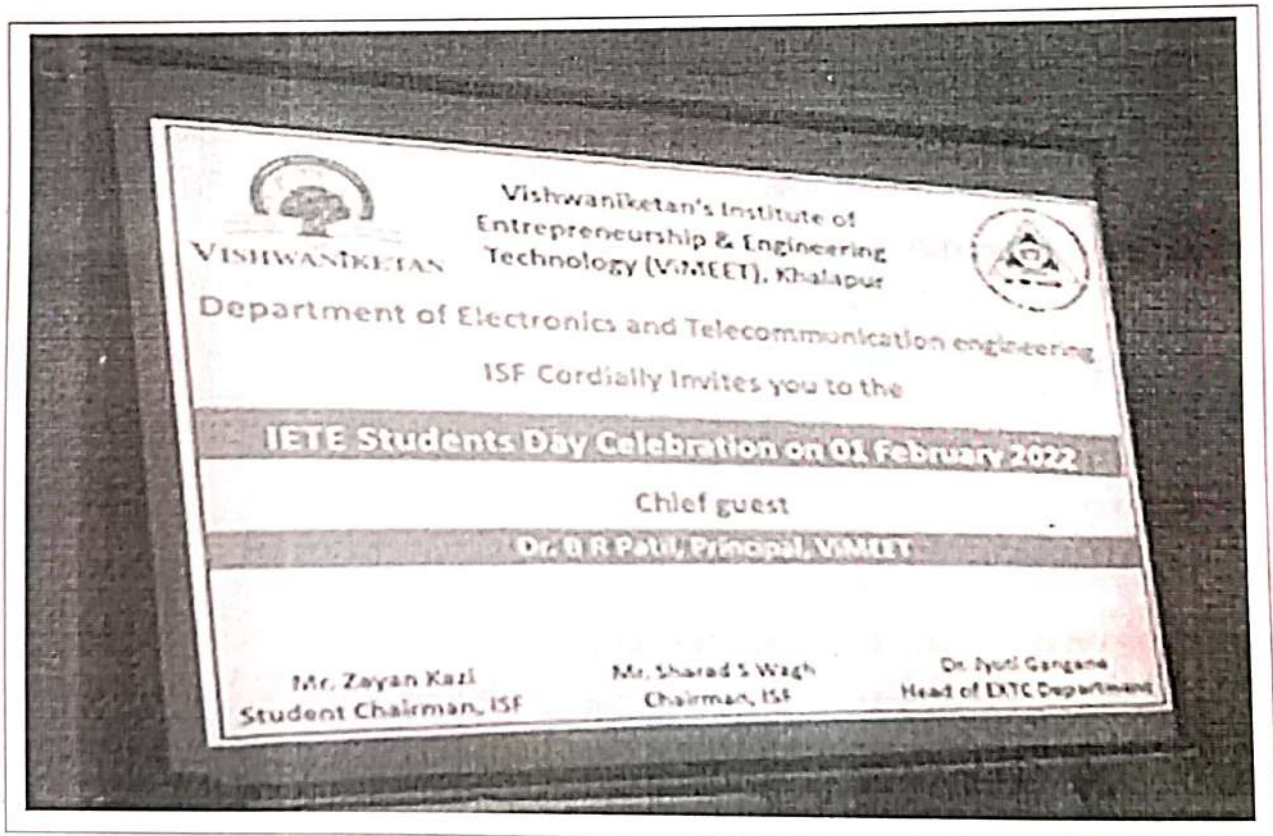 Vishwaniketan's Institute of
Entrepreneurship & Engineering
Technology (ViMEET), Khalapur
VISHWANIKETAN
Department of Electronics and Telecommunication engineering
ISF Cordially Invites you to the
IETE Students Day Celebration on 01 February 2022
Chief guest
Dr. B R Patil, Principal, ViMEET
Mr. Zayan Kazi
Student Chairman, ISF
Mr. Sharad S Wagh
Chairman, ISF
Dr. Jyoti Gangane
Head of EXTC Department